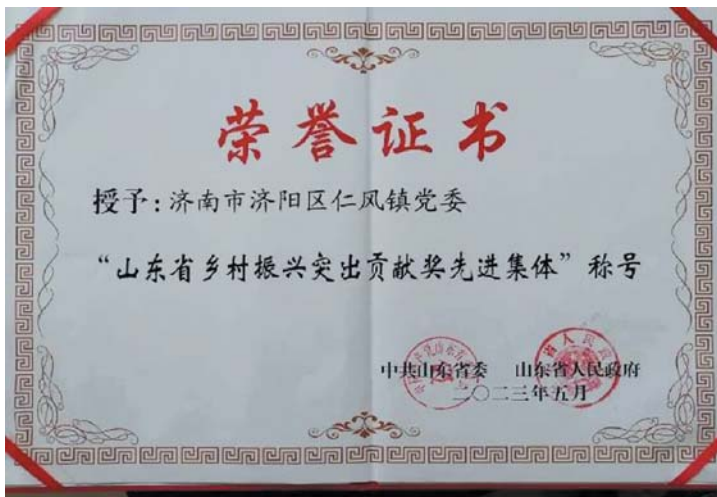 荣誉证书
授予：济南市济阳区仁风镇党委
“山东省乡村振兴突出贡献奖先进集体”称号
中共山东省委 山东省人民政府
二〇二三年五月